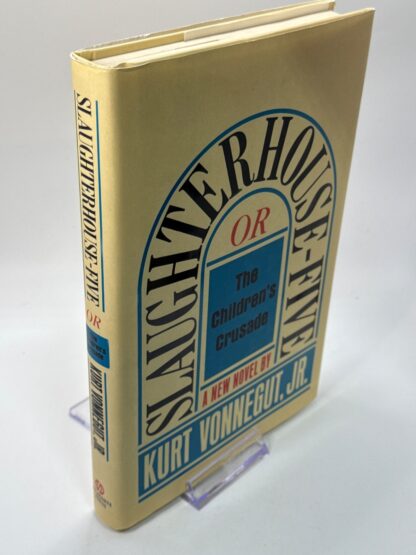 SLAUGHTERHOUSE-FIVE
OR
The
Children's
Crusade
A NEW NOVEL BY
KURT VONNEGUT, JR.
SLAUGHTERHOUSE-FIVE
OR
KURT VONNEGUT, JR.